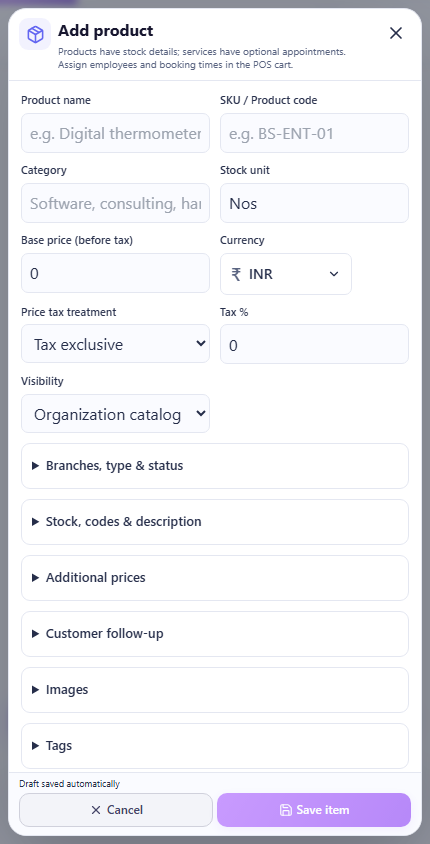 Add product
Products have stock details; services have optional appointments.
Assign employees and booking times in the POS cart.
Product name
SKU / Product code
e.g. Digital thermometer
e.g. BS-ENT-01
Category
Stock unit
Software, consulting, har
Nos
Base price (before tax)
Currency
0
₹ INR
Price tax treatment
Tax %
Tax exclusive
0
Visibility
Organization catalog
Branches, type & status
Stock, codes & description
Additional prices
Customer follow-up
Images
Tags
Draft saved automatically
Cancel
Save item